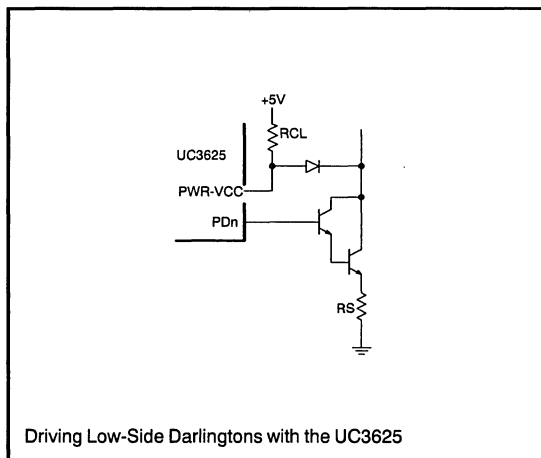 +5V
RCL
UC3625
PWR-VCC
PDn
RS
Driving Low-Side Darlingtons with the UC3625